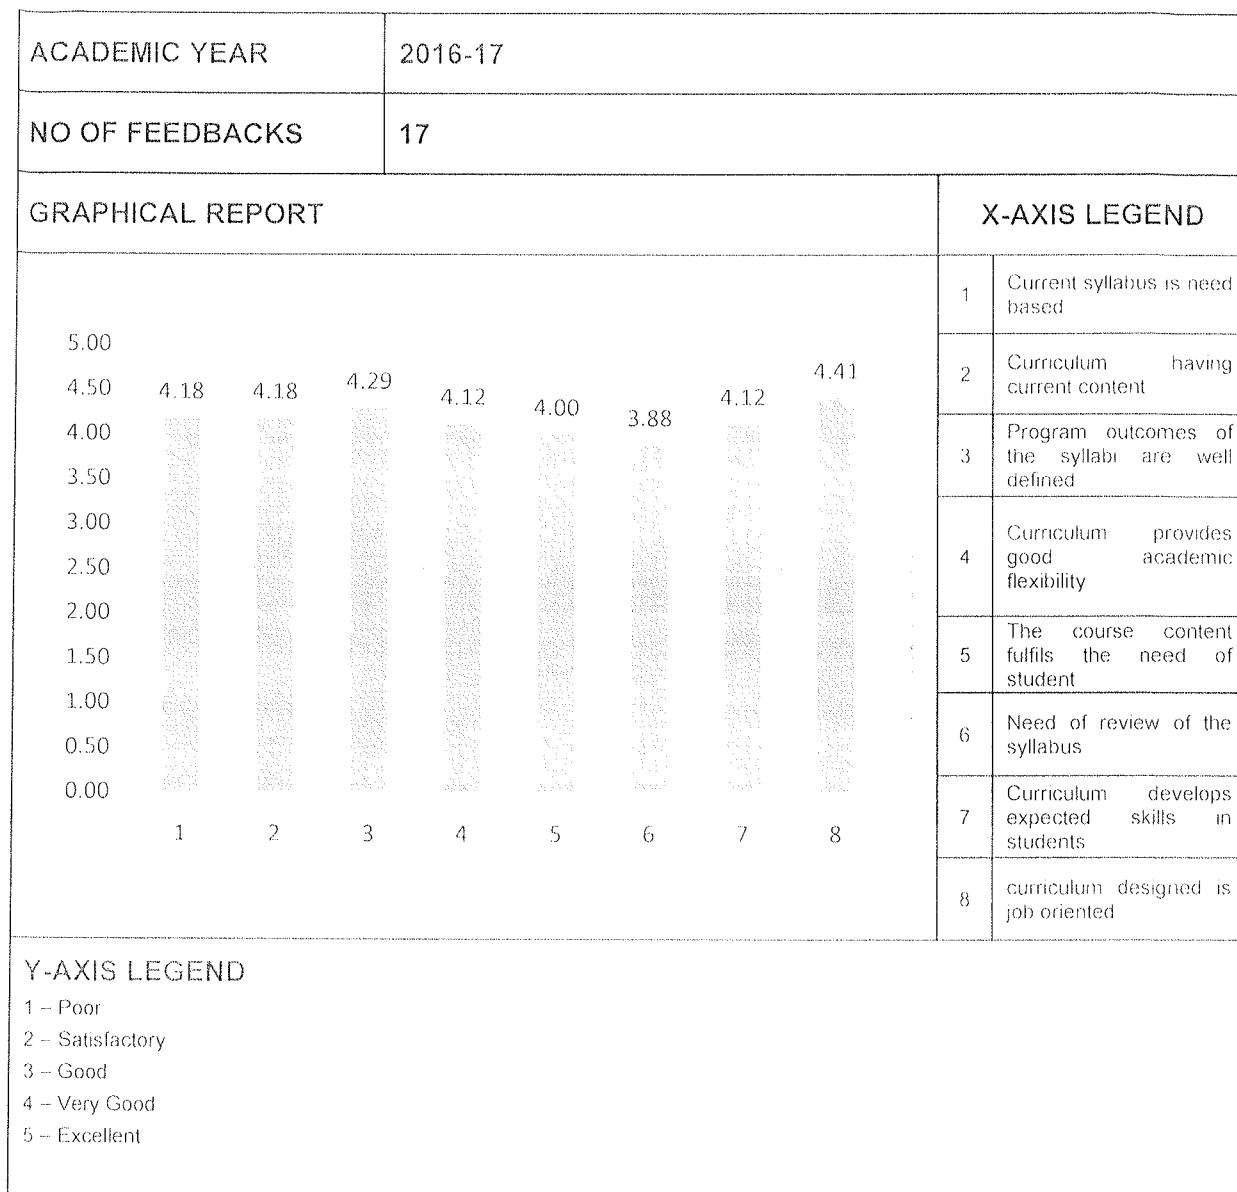 ACADEMIC YEAR 2016-17
NO OF FEEDBACKS 17
GRAPHICAL REPORT
5.00
4.50
4.00
3.50
3.00
2.50
2.00
1.50
1.00
0.50
0.00
4.18 4.18 4.29 4.12 4.00 3.88 4.12 4.41
1 2 3 4 5 6 7 8
X-AXIS LEGEND
1 Current syllabus is need
based
2 Curriculum having
current content
3 Program outcomes of
the syllabi are well
defined
4 Curriculum provides
good academic
flexibility
5 The course content
fulfils the need of
student
6 Need of review of the
syllabus
7 Curriculum develops
expected skills in
students
8 curriculum designed is
job oriented
Y-AXIS LEGEND
1 – Poor
2 – Satisfactory
3 – Good
4 – Very Good
5 – Excellent